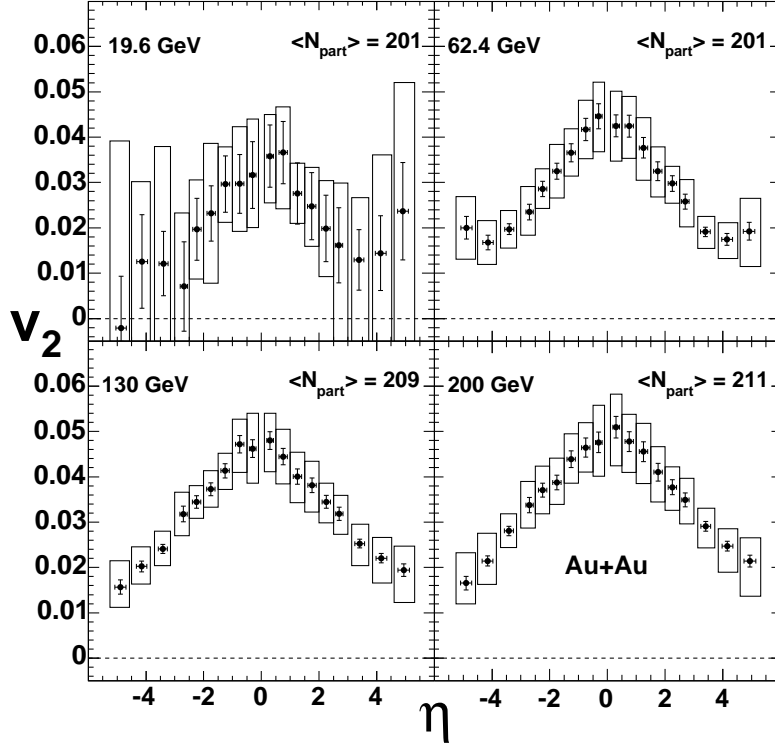 19.6 GeV <N_part> = 201
62.4 GeV <N_part> = 201
0.06
0.05
0.04
0.03
0.02
0.01
0
v_2
130 GeV <N_part> = 209
200 GeV <N_part> = 211
0.06
0.05
0.04
0.03
0.02
0.01
0
Au+Au
-4 -2 0 2 4
-4 -2 0 2 4
η